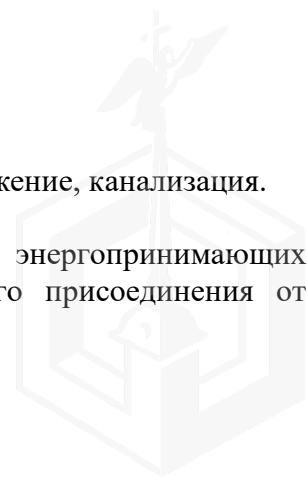 жение, канализация.
энергопринимающих
го присоединения от